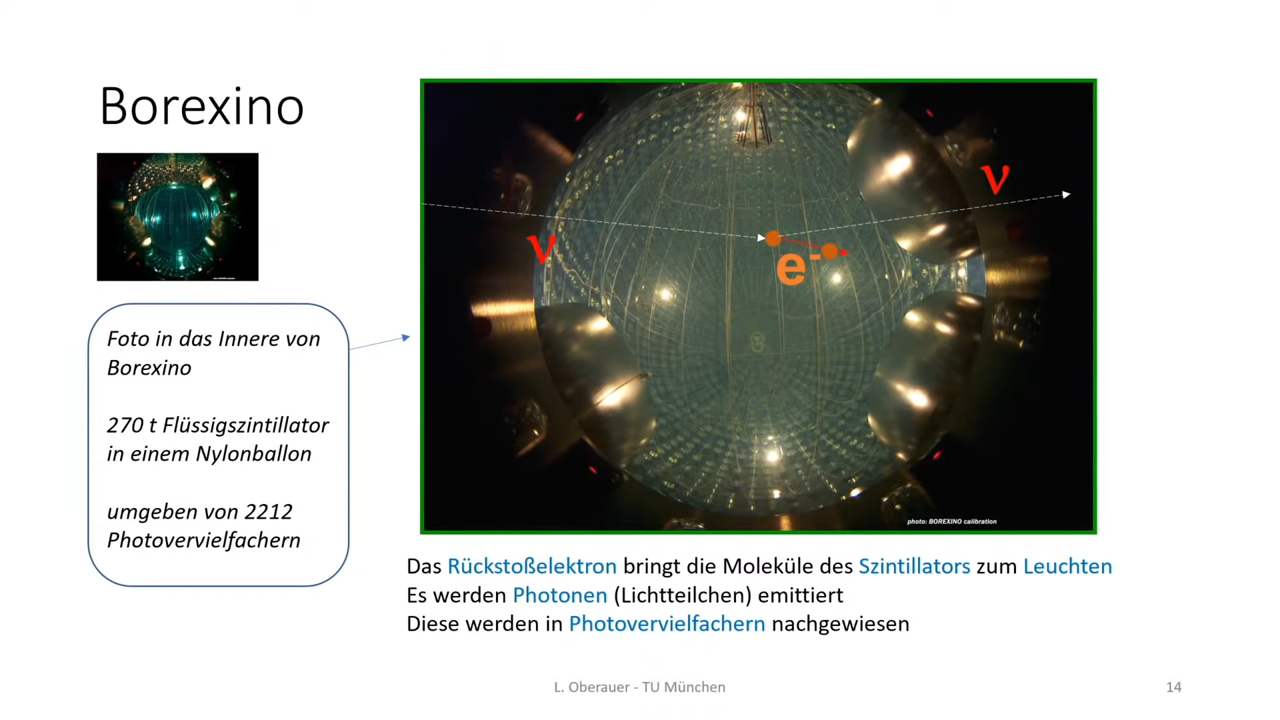 Borexino
Foto in das Innere von
Borexino
270 t Flüssigszintillator
in einem Nylonballon
umgeben von 2212
Photovervielfachern
ν
ν
e-
photo: BOREXINO calibration
Das Rückstoßelektron bringt die Moleküle des Szintillators zum Leuchten
Es werden Photonen (Lichtteilchen) emittiert
Diese werden in Photovervielfachern nachgewiesen
L. Oberauer - TU München
14